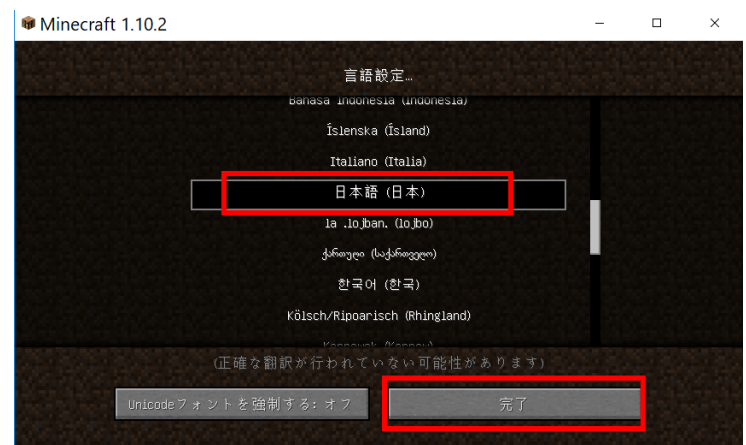 Minecraft 1.10.2
言語設定...
Bahasa Indonesia (Indonesia)
Íslenska (Ísland)
Italiano (Italia)
日本語 (日本)
la .lojban. (lojbo)
ქართული (საქართველო)
한국어 (한국)
Kölsch/Ripoarisch (Rhingland)
(正確な翻訳が行われていない可能性があります)
Unicodeフォントを強制する: オフ
完了